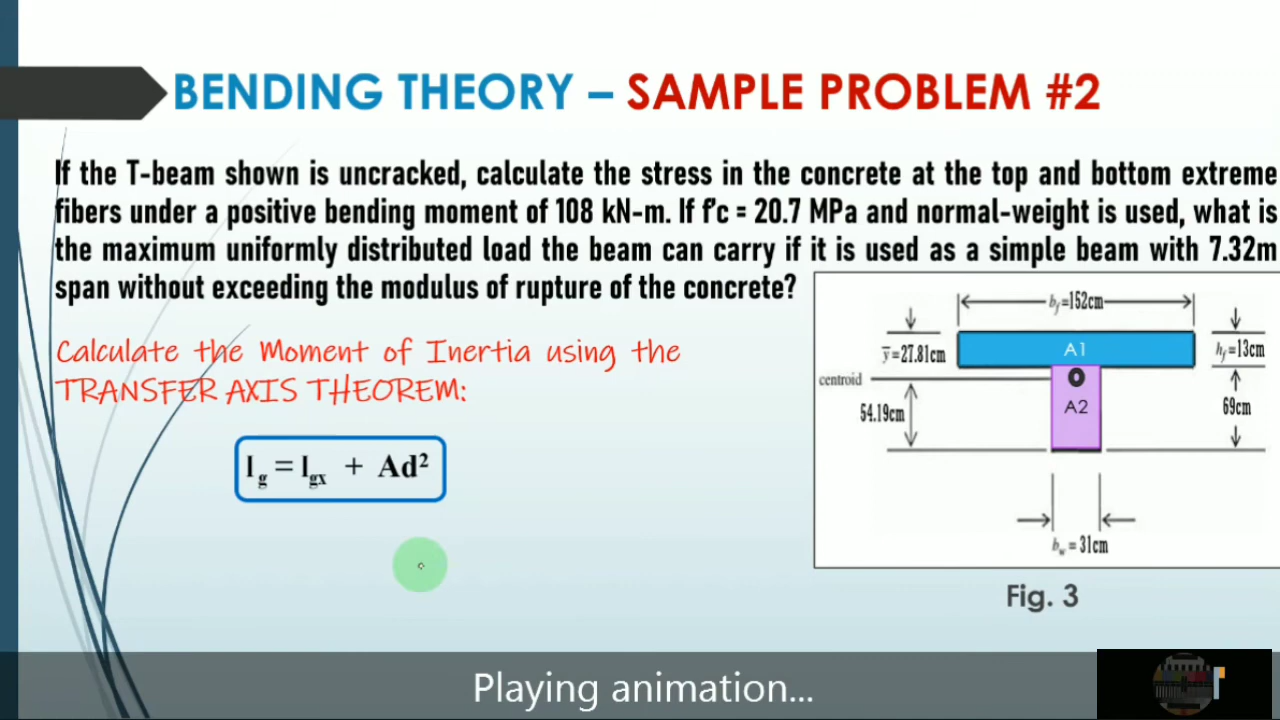 BENDING THEORY – SAMPLE PROBLEM #2
If the T-beam shown is uncracked, calculate the stress in the concrete at the top and bottom extreme
fibers under a positive bending moment of 108 kN-m. If f'c = 20.7 MPa and normal-weight is used, what is
the maximum uniformly distributed load the beam can carry if it is used as a simple beam with 7.32m
span without exceeding the modulus of rupture of the concrete?
Calculate the Moment of Inertia using the
TRANSFER AXIS THEOREM:
I g = I gx + Ad²
b_f =152cm
y̅ =27.81cm
A1
h_f =13cm
centroid
A2
54.19cm
69cm
b_w = 31cm
Fig. 3
Playing animation...